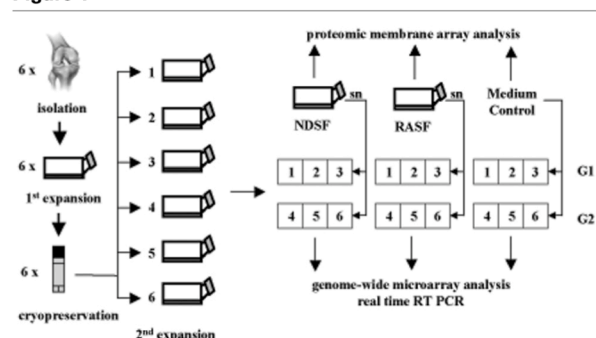 proteomic membrane array analysis
6 x
isolation
6 x
1st expansion
6 x
cryopreservation
1
2
3
4
5
6
2nd expansion
sn
NDSF
sn
RASF
Medium
Control
1 2 3
1 2 3
1 2 3
G1
4 5 6
4 5 6
4 5 6
G2
genome-wide microarray analysis
real time RT PCR